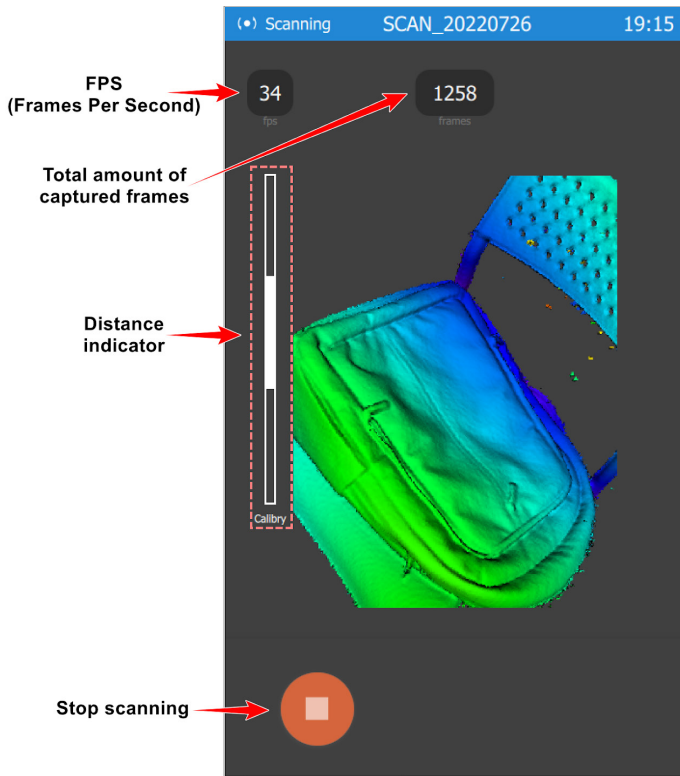 Scanning
SCAN_20220726
19:15
FPS
(Frames Per Second)
34
fps
1258
frames
Total amount of
captured frames
Distance
indicator
Calibry
Stop scanning